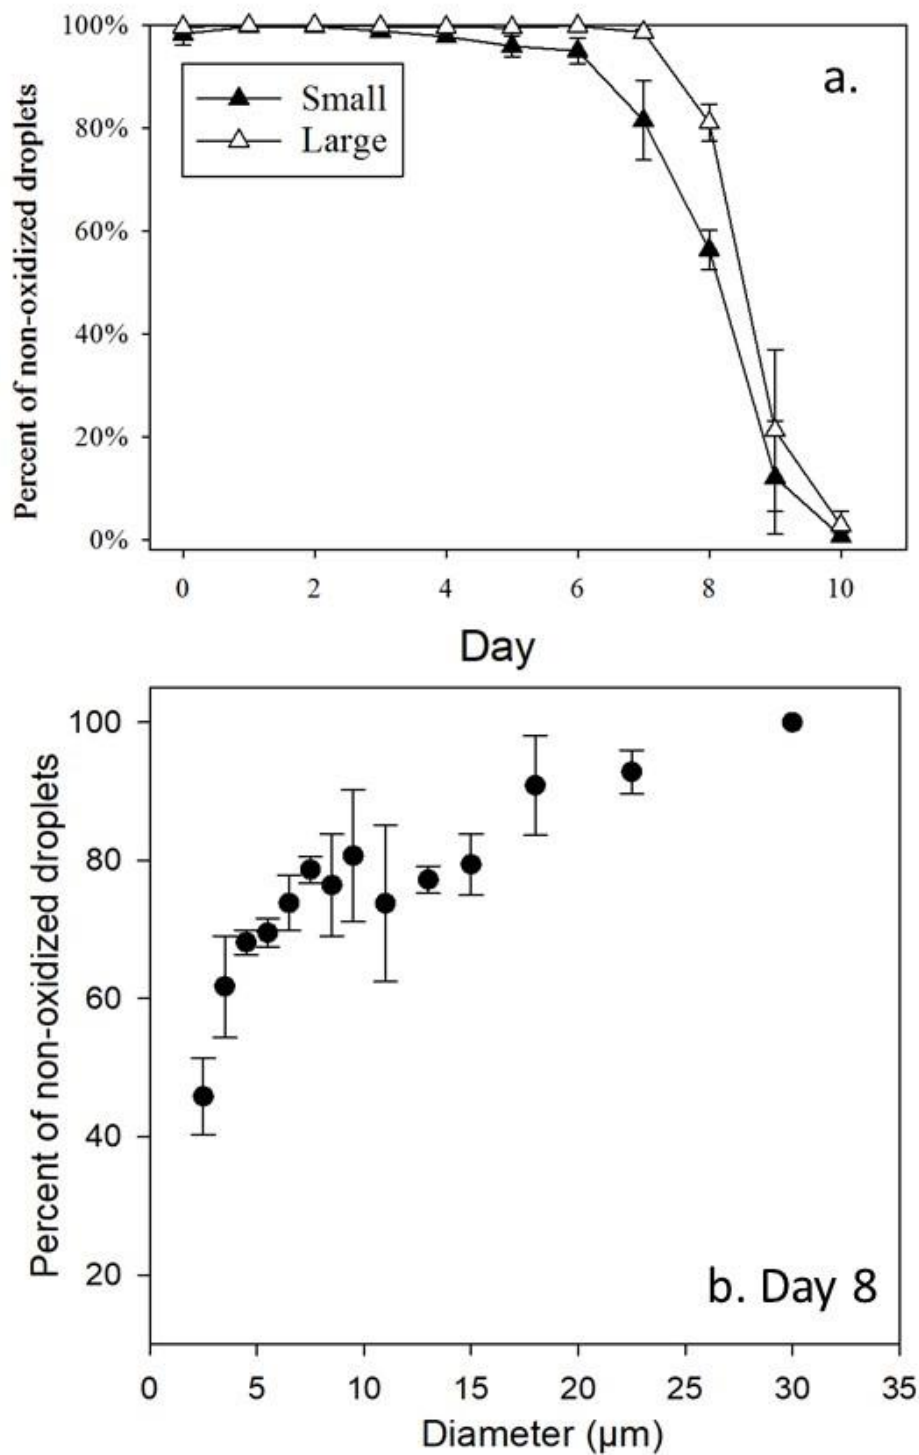 100%
80%
60%
40%
20%
0%
Percent of non-oxidized droplets
a.
Small
Large
0 2 4 6 8 10
Day
100
80
60
40
20
Percent of non-oxidized droplets
b. Day 8
0 5 10 15 20 25 30 35
Diameter (µm)